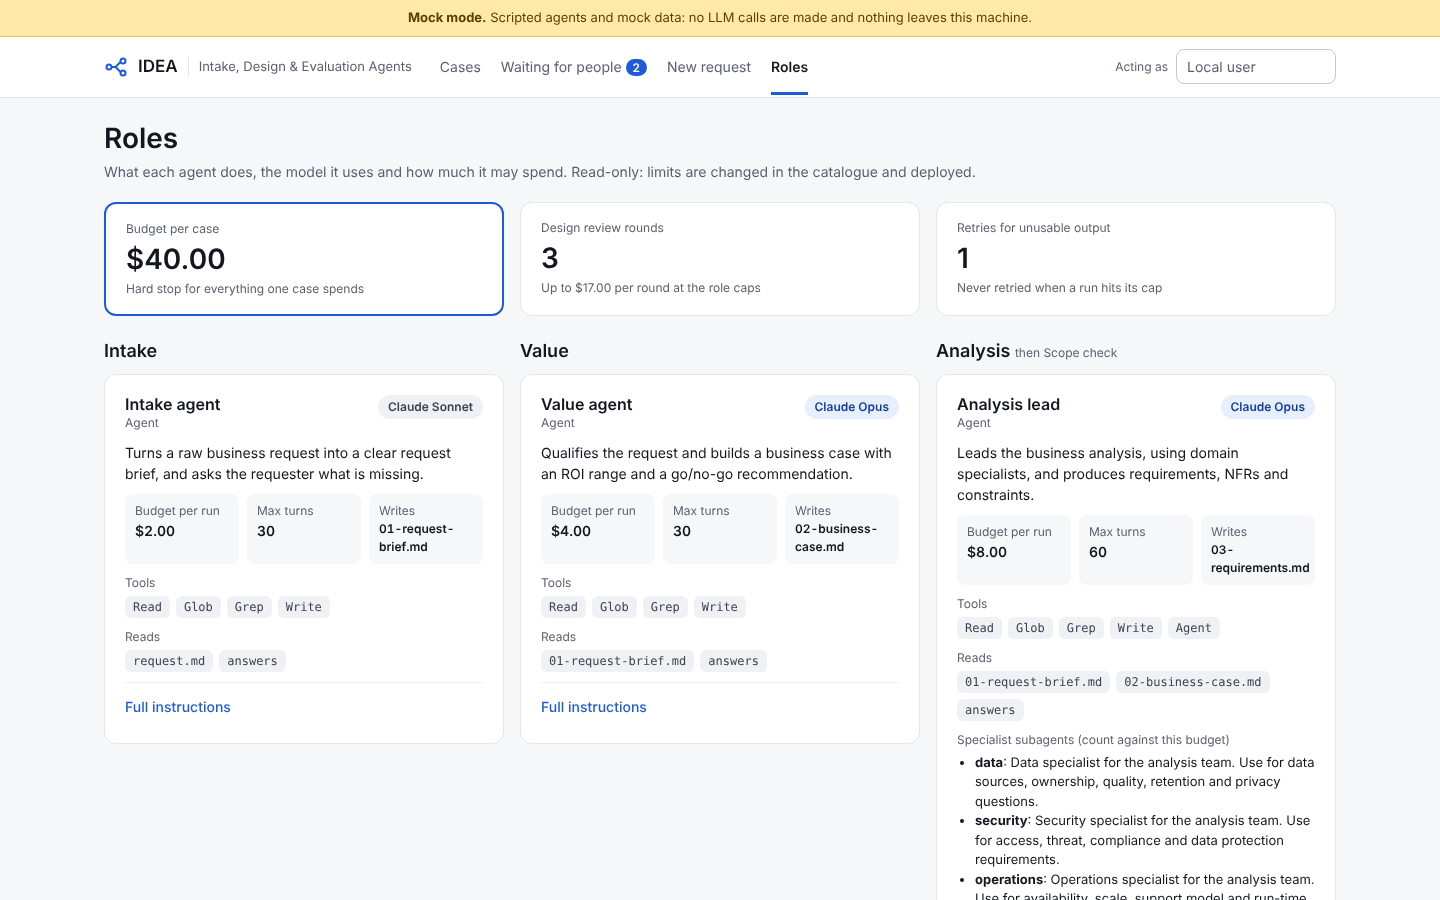 Mock mode. Scripted agents and mock data: no LLM calls are made and nothing leaves this machine.
IDEA
Intake, Design & Evaluation Agents
Cases
Waiting for people 2
New request
Roles
Acting as
Local user
Roles
What each agent does, the model it uses and how much it may spend. Read-only: limits are changed in the catalogue and deployed.
Budget per case
$40.00
Hard stop for everything one case spends
Design review rounds
3
Up to $17.00 per round at the role caps
Retries for unusable output
1
Never retried when a run hits its cap
Intake
Intake agent
Claude Sonnet
Agent
Turns a raw business request into a clear request
brief, and asks the requester what is missing.
Budget per run
$2.00
Max turns
30
Writes
01-request-
brief.md
Tools
Read Glob Grep Write
Reads
request.md answers
Full instructions
Value
Value agent
Claude Opus
Agent
Qualifies the request and builds a business case with
an ROI range and a go/no-go recommendation.
Budget per run
$4.00
Max turns
30
Writes
02-business-
case.md
Tools
Read Glob Grep Write
Reads
01-request-brief.md answers
Full instructions
Analysis then Scope check
Analysis lead
Claude Opus
Agent
Leads the business analysis, using domain
specialists, and produces requirements, NFRs and
constraints.
Budget per run
$8.00
Max turns
60
Writes
03-
requirements.md
Tools
Read Glob Grep Write Agent
Reads
01-request-brief.md 02-business-case.md
answers
Specialist subagents (count against this budget)
• data: Data specialist for the analysis team. Use for data
sources, ownership, quality, retention and privacy
questions.
• security: Security specialist for the analysis team. Use
for access, threat, compliance and data protection
requirements.
• operations: Operations specialist for the analysis team.
Use for availability, scale, support model and run-time